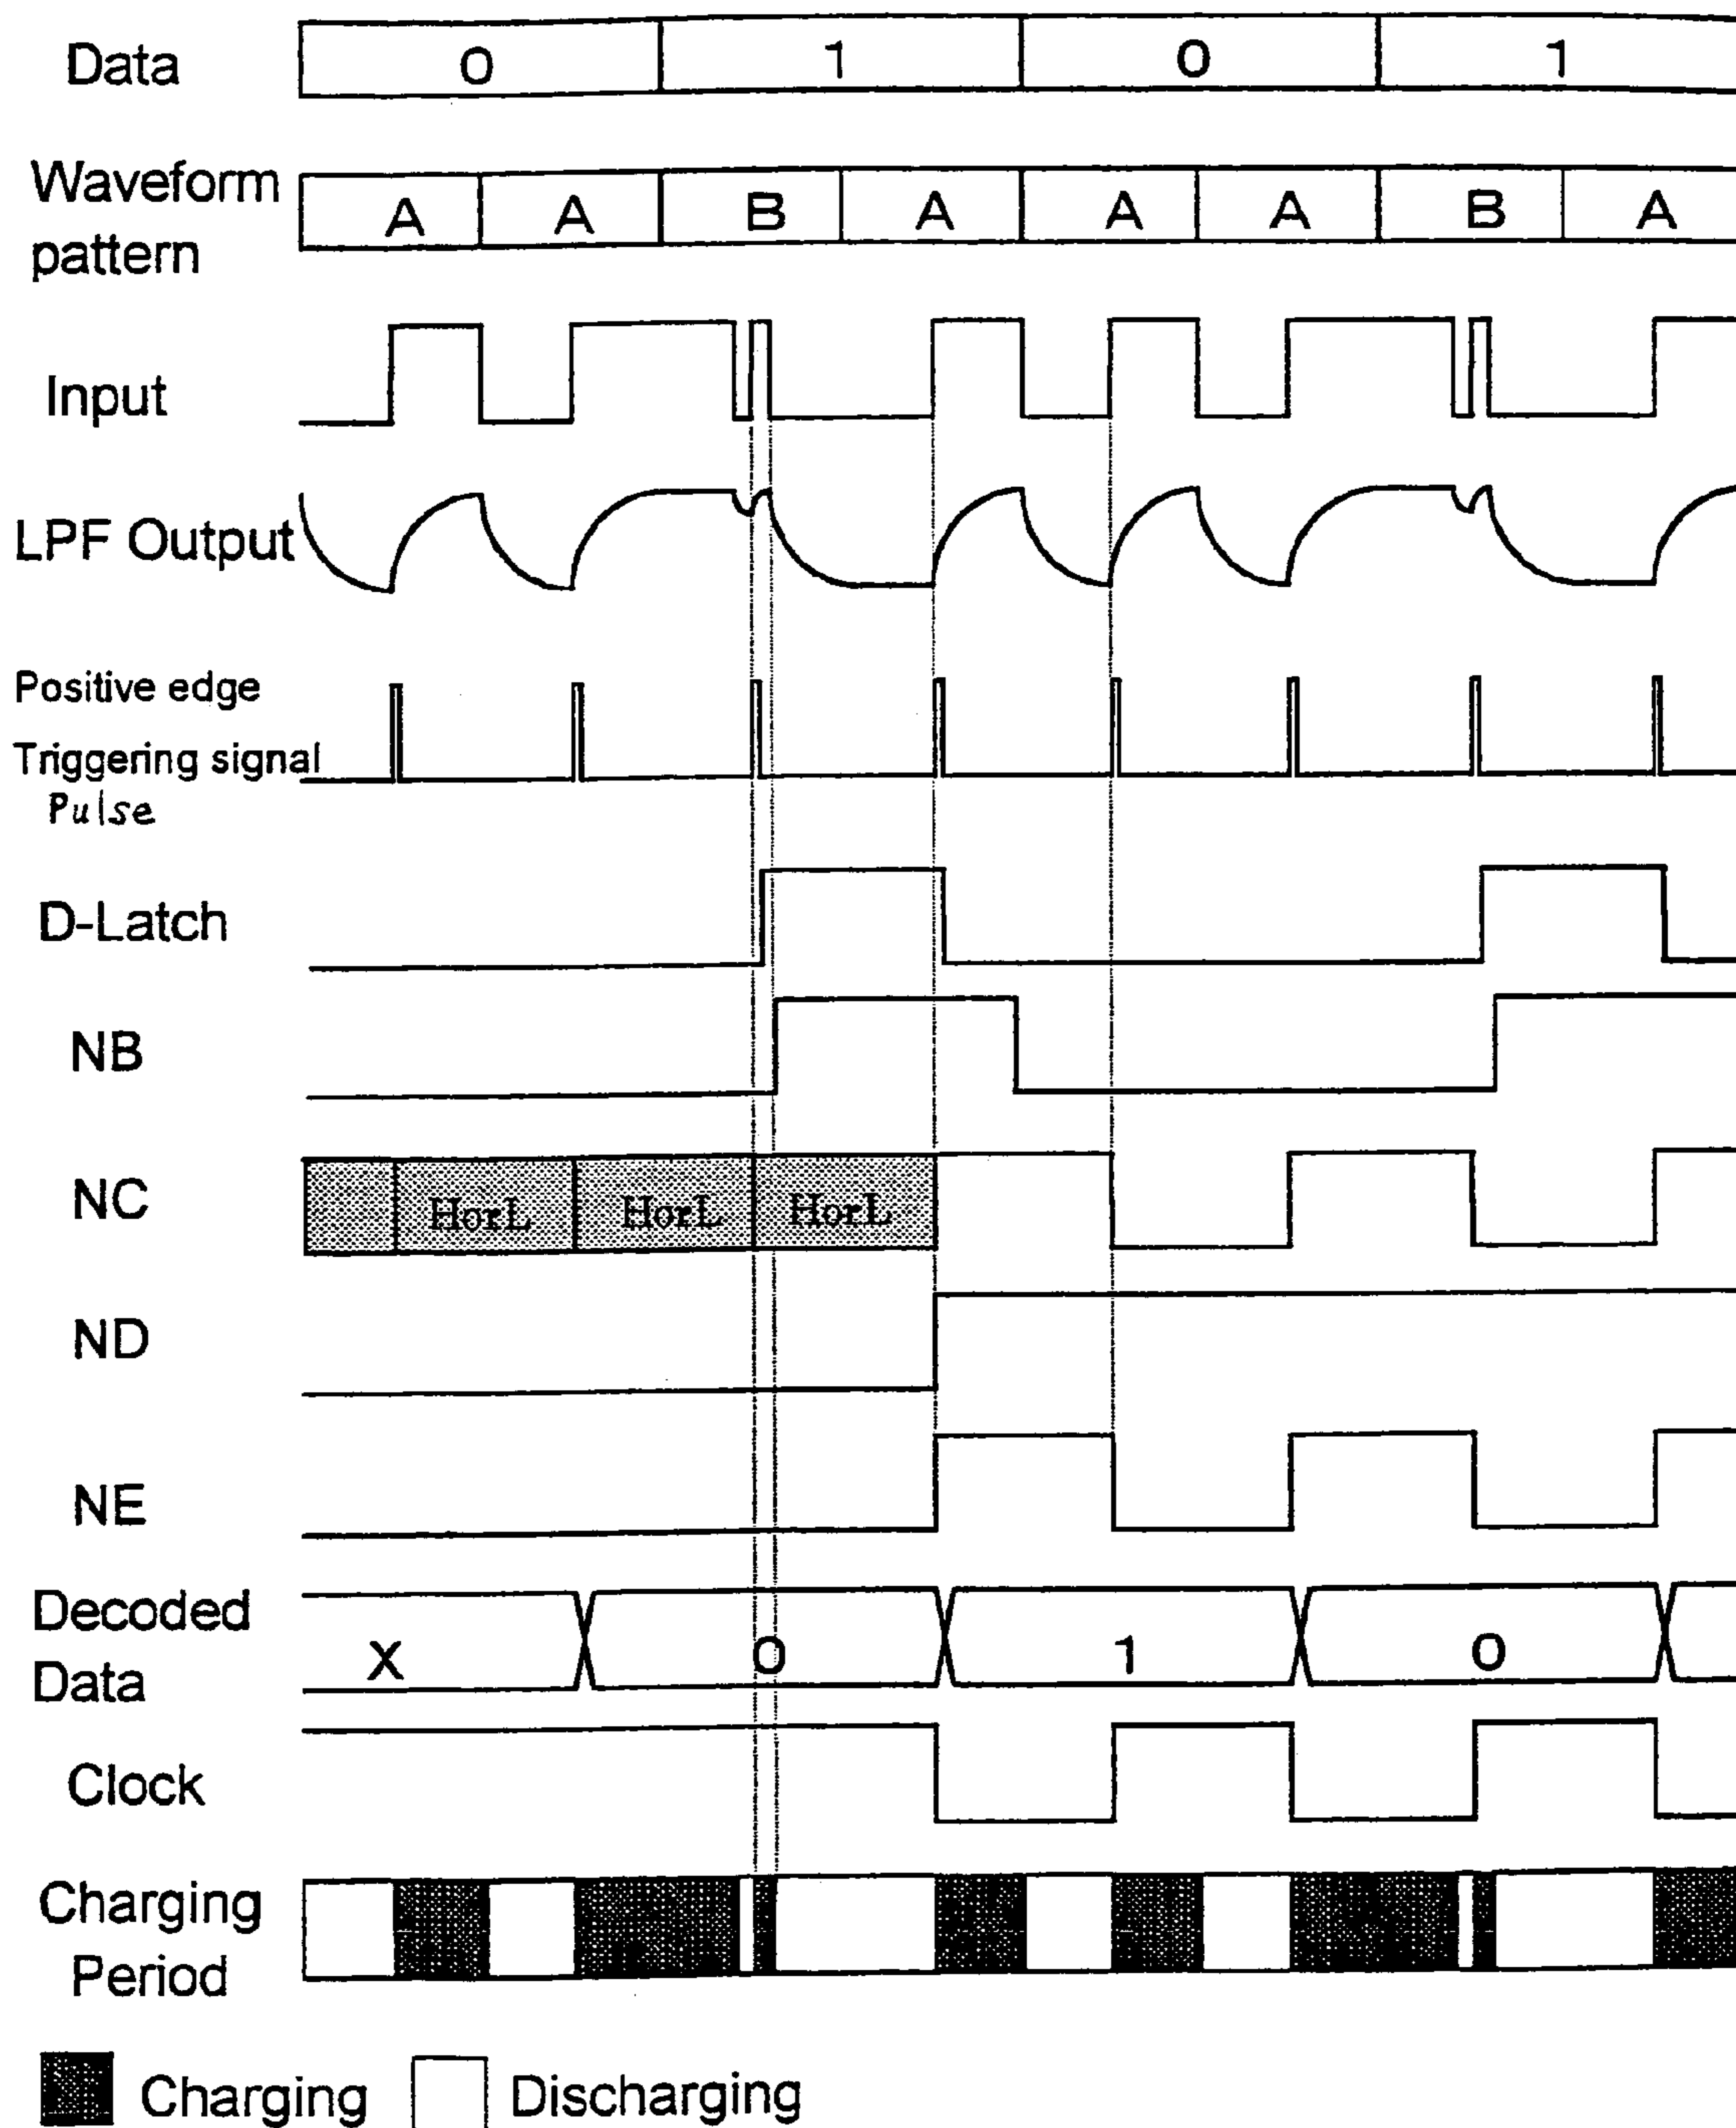 Data 0 1 0 1
Waveform
pattern
A A B A A A B A
Input
LPF Output
Positive edge
Triggering signal
Pulse
D-Latch
NB
NC HorL HorL HorL
ND
NE
Decoded
Data
X 0 1 0
Clock
Charging
Period
Charging Discharging